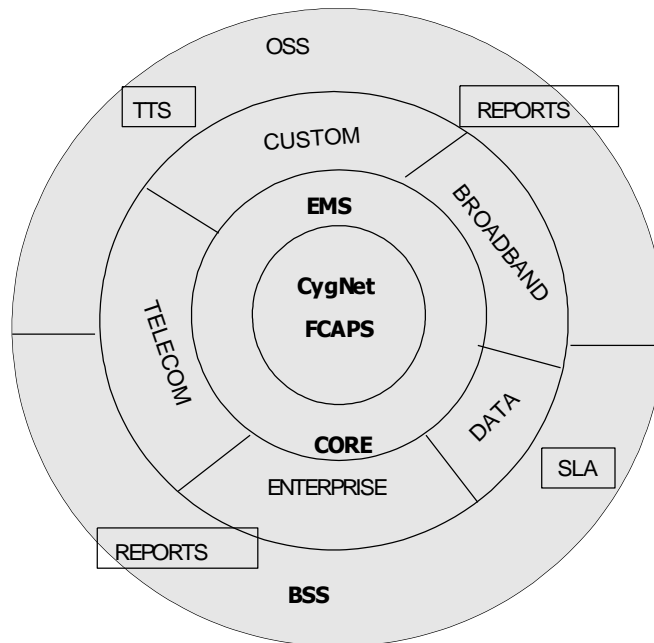 OSS
TTS
REPORTS
CUSTOM
BROADBAND
EMS
CygNet
FCAPS
TELECOM
DATA
CORE
SLA
ENTERPRISE
REPORTS
BSS